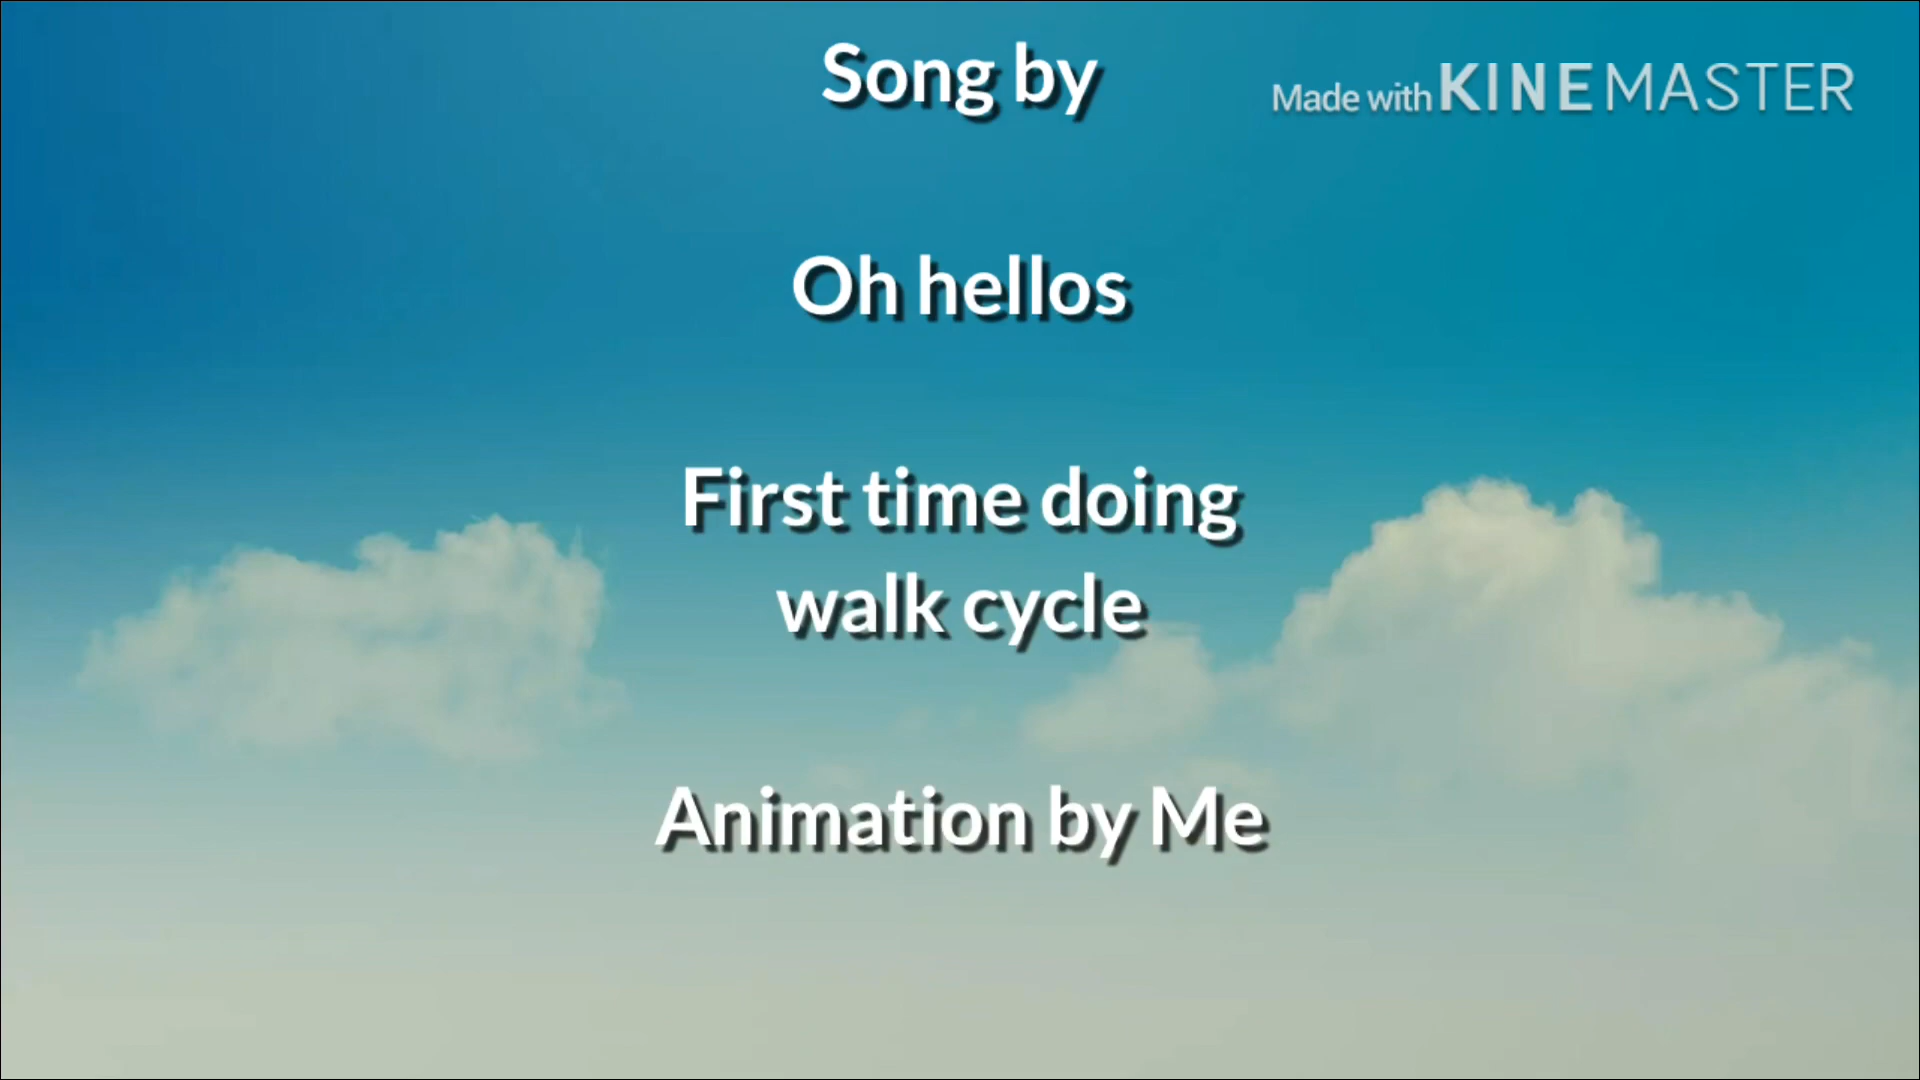 Song by
Made with KINEMASTER
Oh hellos
First time doing
walk cycle
Animation by Me